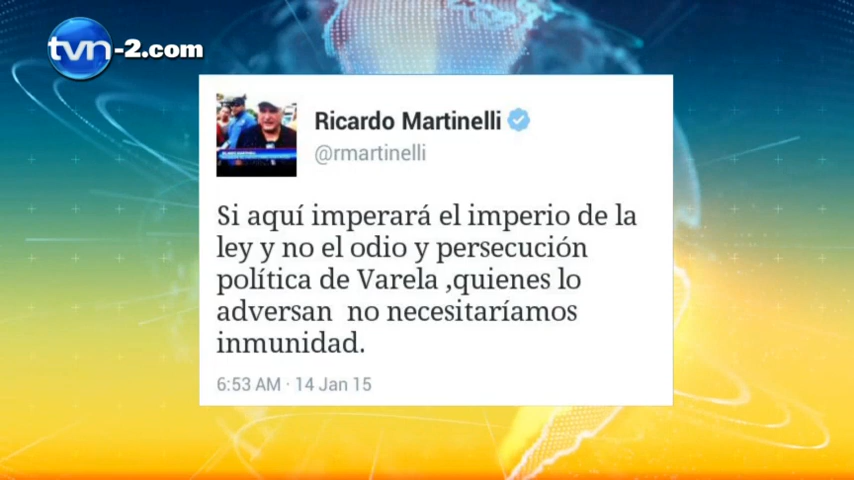 tvn-2.com
Ricardo Martinelli
@rmartinelli
Si aquí imperará el imperio de la
ley y no el odio y persecución
política de Varela ,quienes lo
adversan no necesitaríamos
inmunidad.
6:53 AM · 14 Jan 15